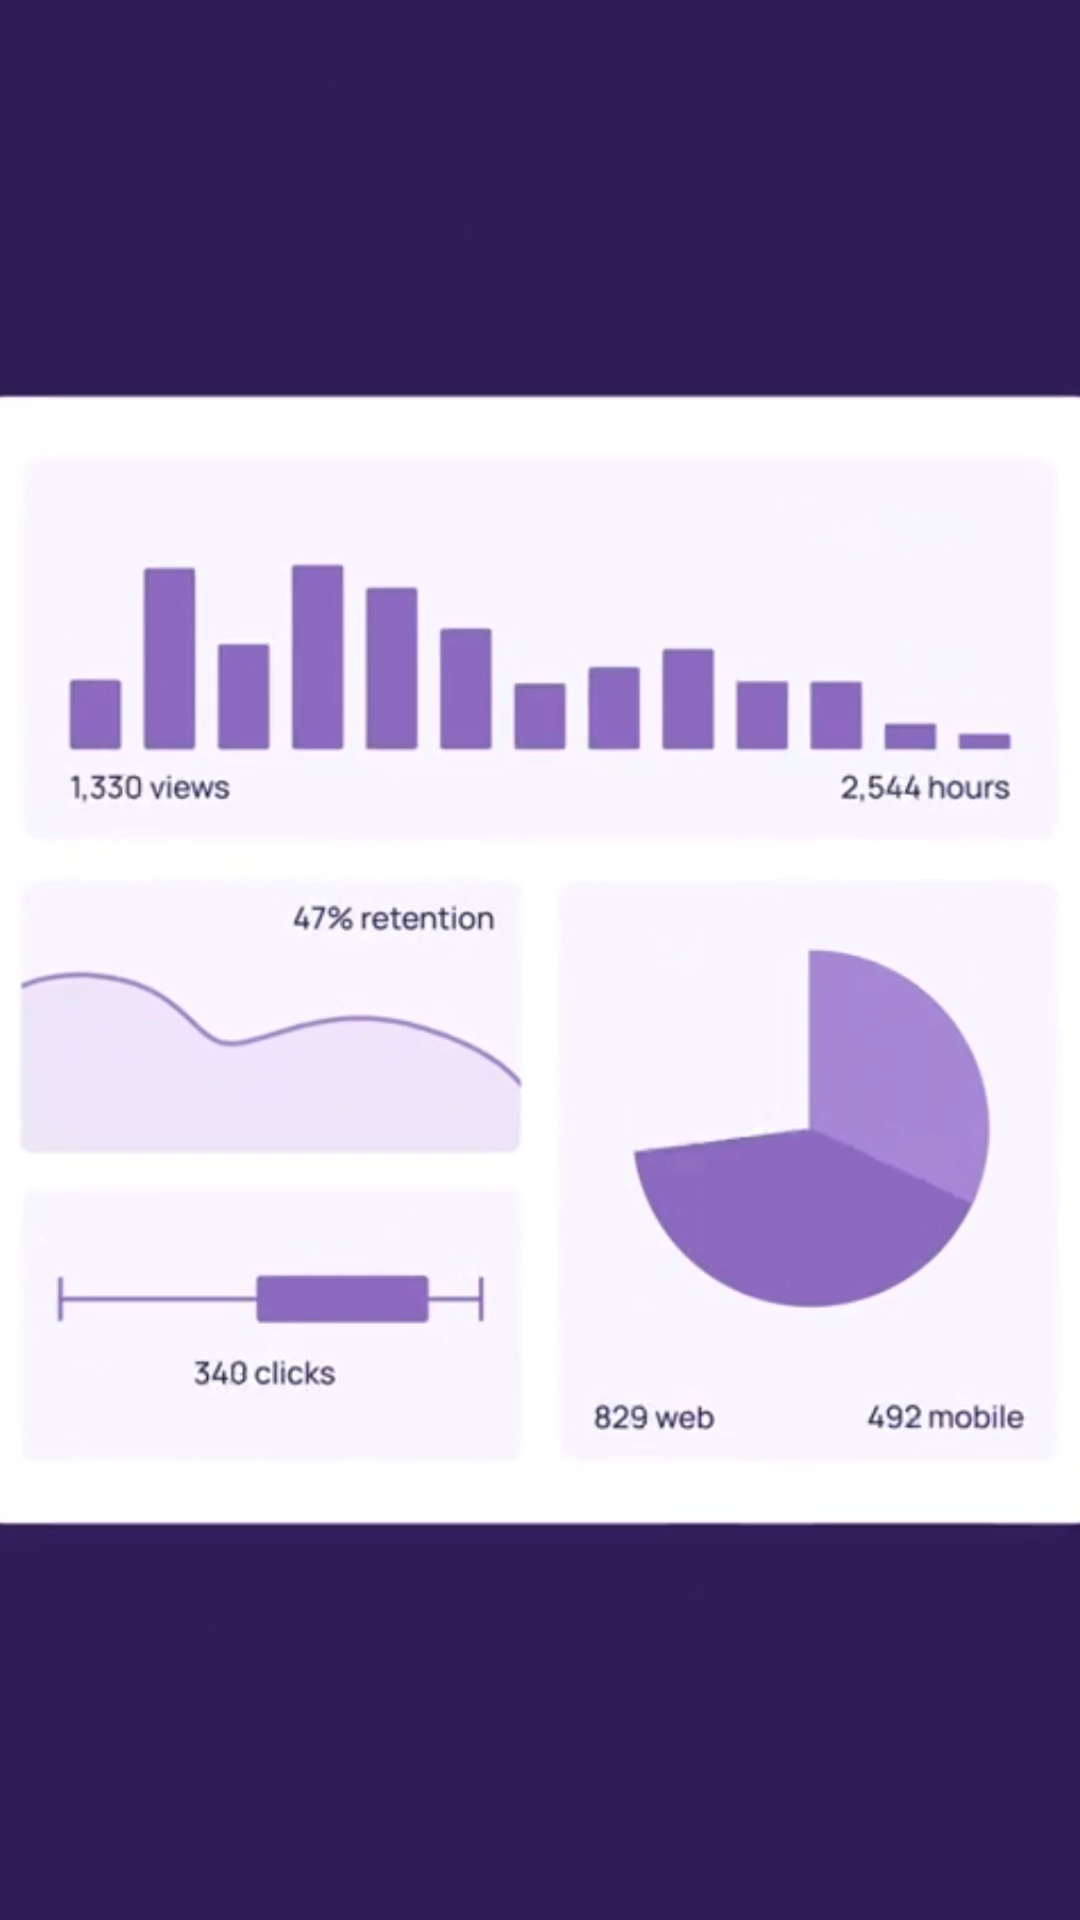 1,330 views
2,544 hours
47% retention
340 clicks
829 web
492 mobile